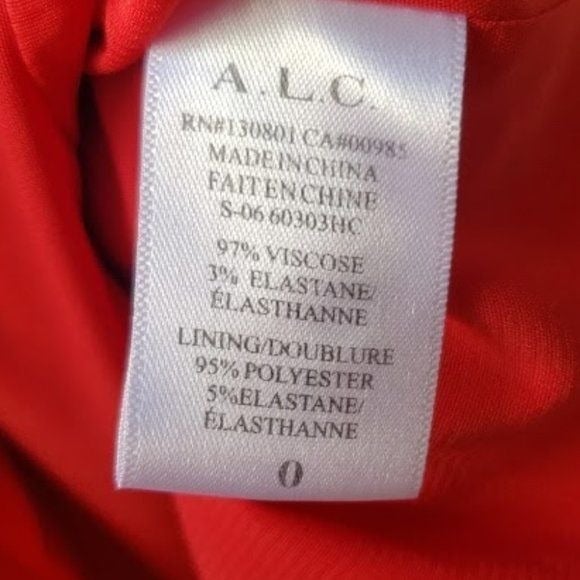 A.L.C.
RN#130801 CA#00985
MADE IN CHINA
FAIT EN CHINE
S-06 60303HC
97% VISCOSE
3% ELASTANE/
ÉLASTHANNE
LINING/DOUBLURE
95% POLYESTER
5%ELASTANE/
ÉLASTHANNE
0